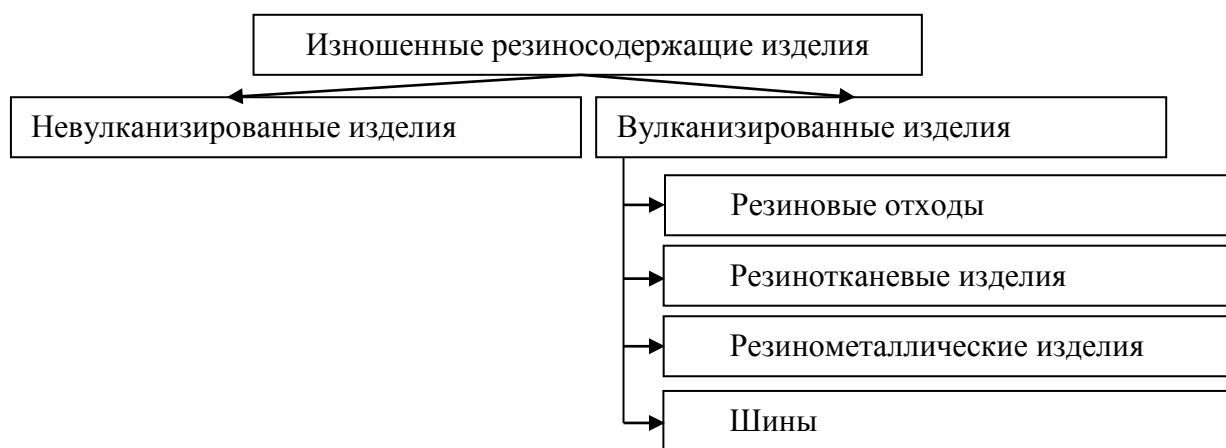 Изношенные резиносодержащие изделия
Невулканизированные изделия
Вулканизированные изделия
Резиновые отходы
Резинотканевые изделия
Резинометаллические изделия
Шины